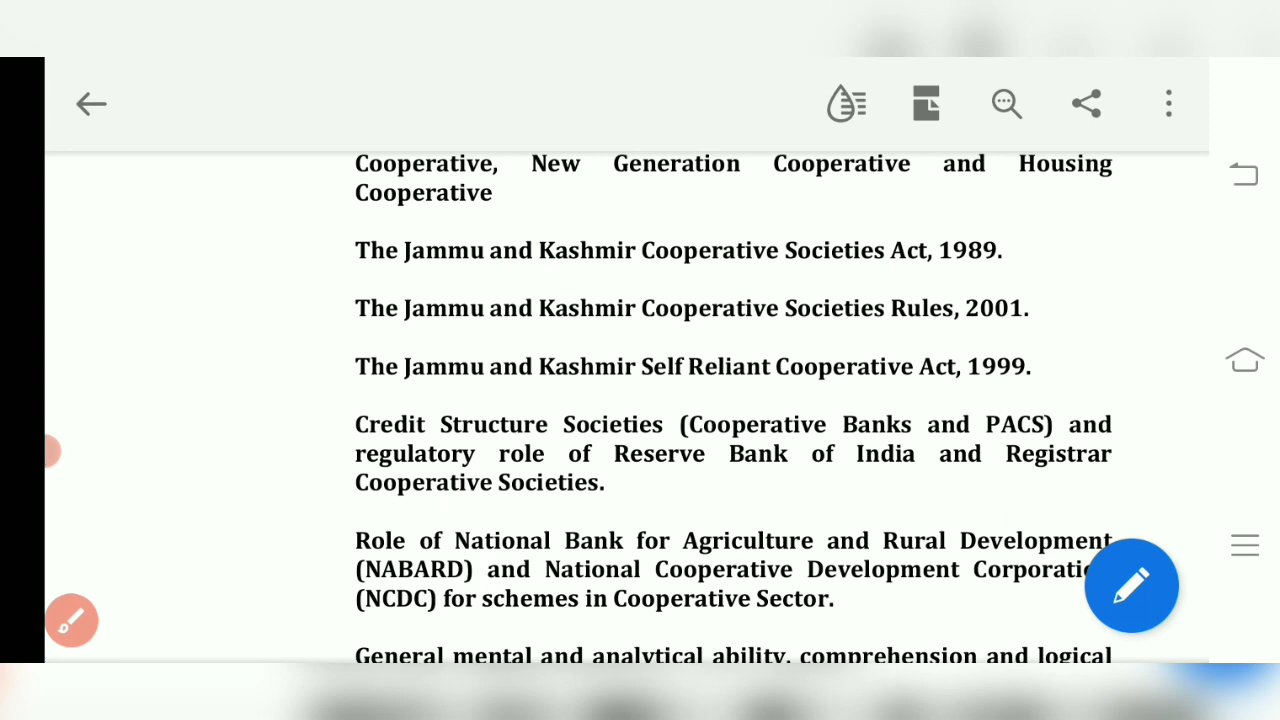 Cooperative, New Generation Cooperative and Housing
Cooperative
The Jammu and Kashmir Cooperative Societies Act, 1989.
The Jammu and Kashmir Cooperative Societies Rules, 2001.
The Jammu and Kashmir Self Reliant Cooperative Act, 1999.
Credit Structure Societies (Cooperative Banks and PACS) and
regulatory role of Reserve Bank of India and Registrar
Cooperative Societies.
Role of National Bank for Agriculture and Rural Development
(NABARD) and National Cooperative Development Corporatio
(NCDC) for schemes in Cooperative Sector.
General mental and analytical ability, comprehension and logical